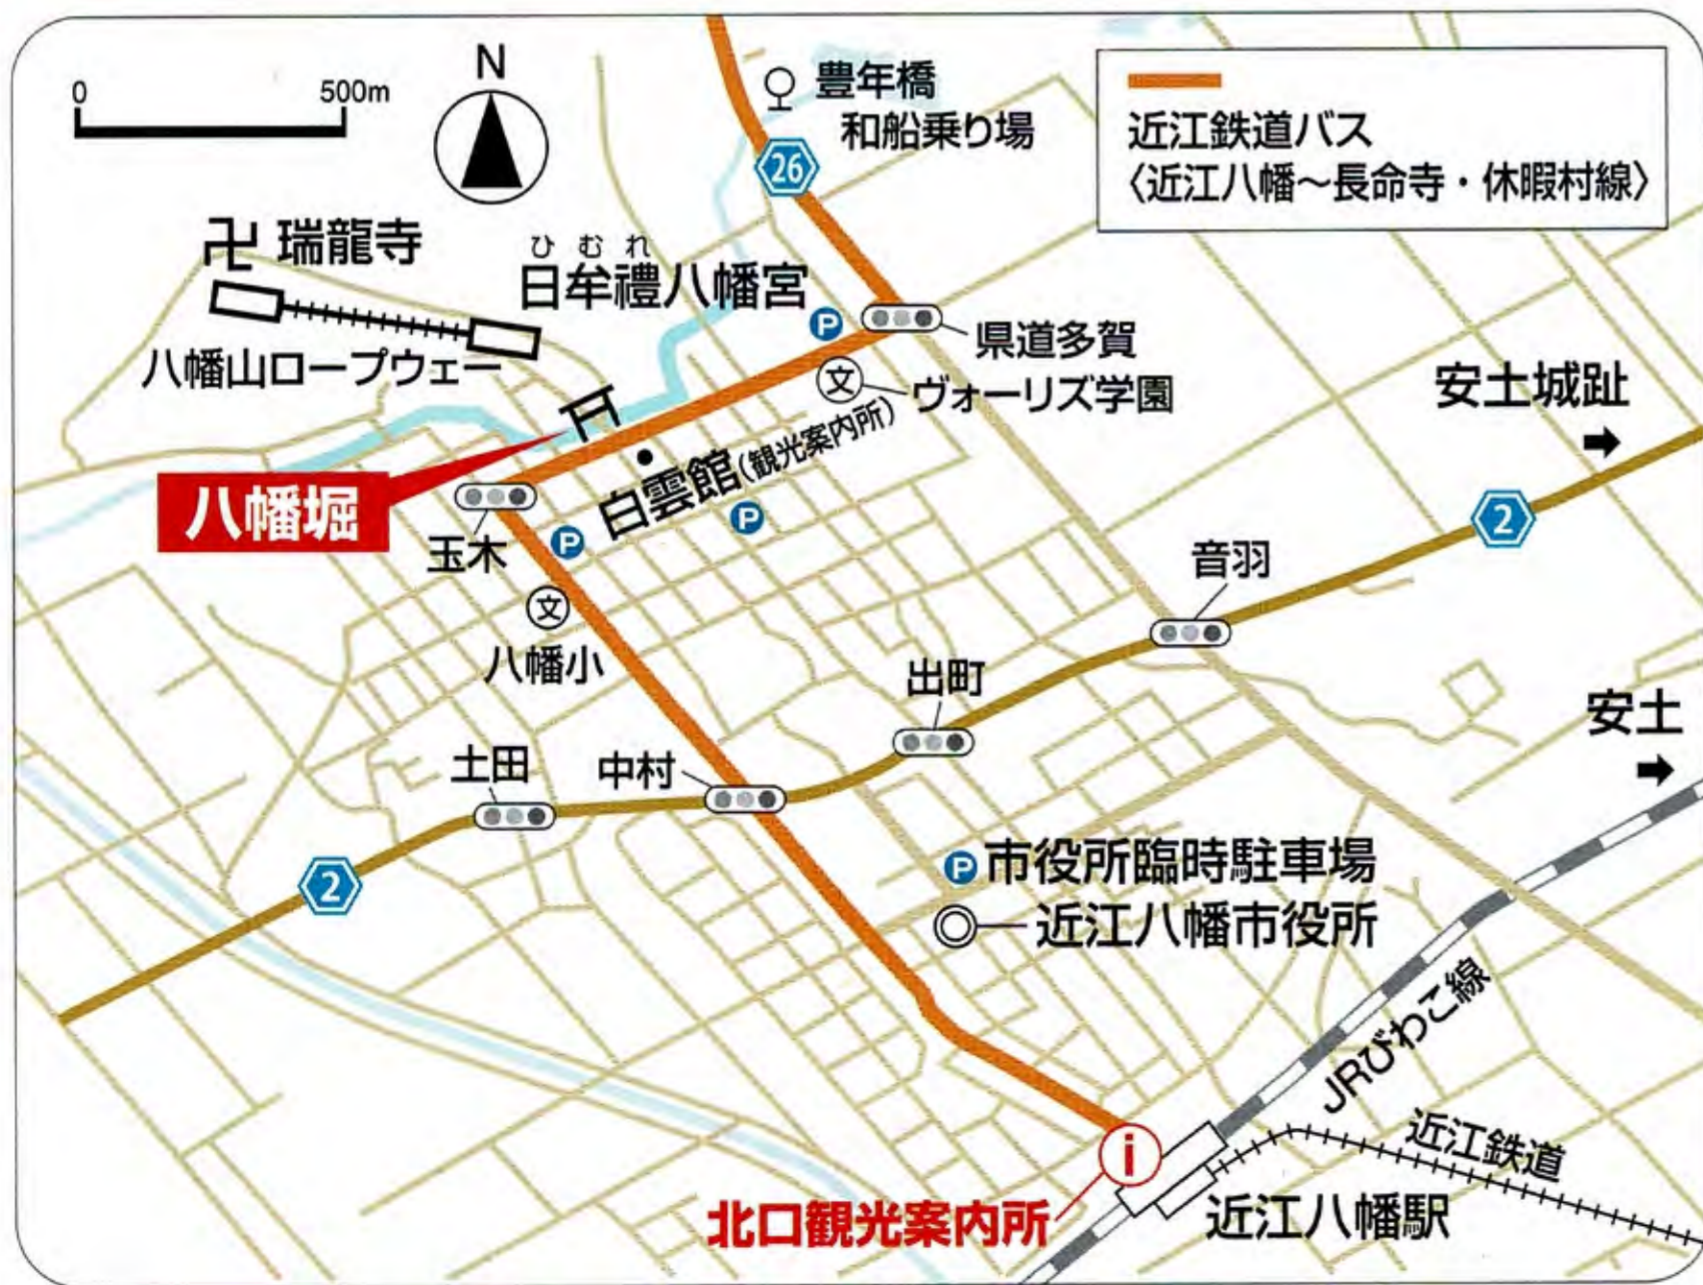 0 500m
N
豊年橋
和船乗り場
26
近江鉄道バス
〈近江八幡～長命寺・休暇村線〉
卍 瑞龍寺
ひむれ
日牟禮八幡宮
P
県道多賀
八幡山ロープウェー
文
ヴォーリズ学園
安土城趾
白雲館(観光案内所)
八幡堀
P
玉木
P
2
音羽
文
八幡小
出町
安土
土田
中村
P 市役所臨時駐車場
2
近江八幡市役所
JRびわこ線
近江鉄道
i
北口観光案内所
近江八幡駅